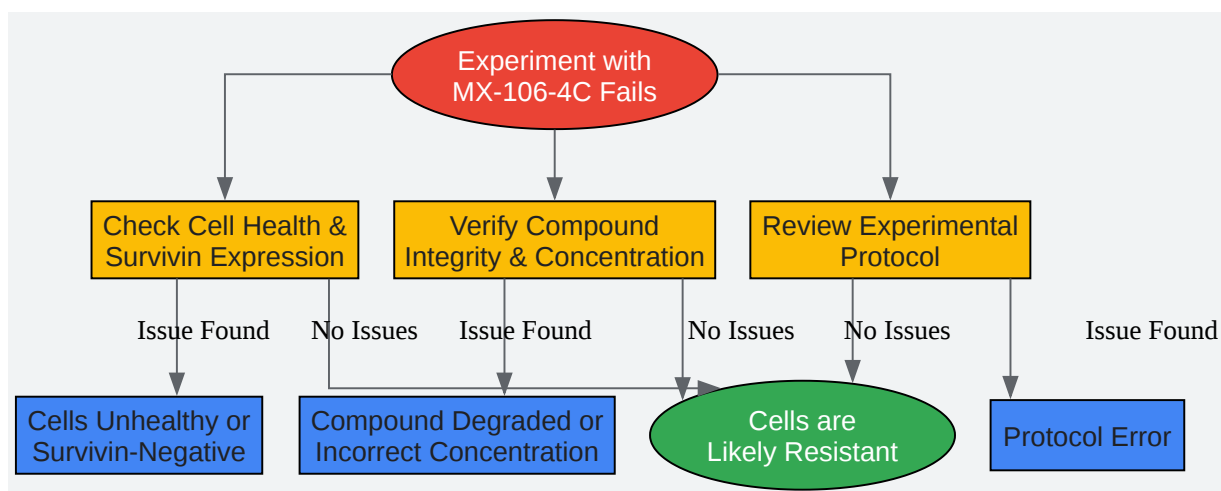 Experiment with
MX-106-4C Fails
Check Cell Health &
Survivin Expression
Verify Compound
Integrity & Concentration
Review Experimental
Protocol
Issue Found
No Issues
Issue Found
No Issues
No Issues
Issue Found
Cells Unhealthy or
Survivin-Negative
Compound Degraded or
Incorrect Concentration
Cells are
Likely Resistant
Protocol Error